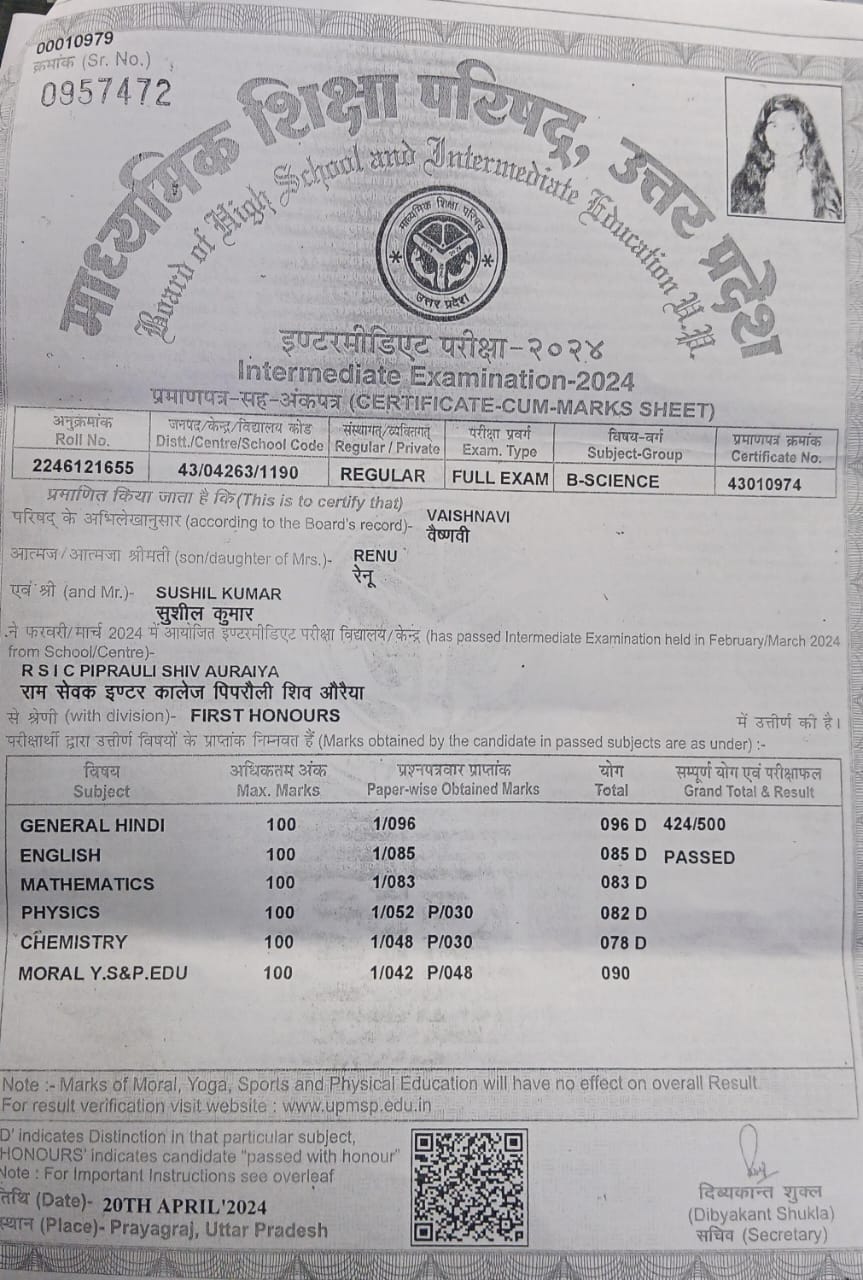 00010979
क्रमांक (Sr. No.)
0957472
माध्यमिक शिक्षा परिषद्, उत्तर प्रदेश
Board of High School and Intermediate Education U.P.
माध्यमिक शिक्षा परिषद
उत्तर प्रदेश
इण्टरमीडिएट परीक्षा-२०२४
Intermediate Examination-2024
प्रमाणपत्र-सह-अंकपत्र (CERTIFICATE-CUM-MARKS SHEET)
अनुक्रमांक जनपद/केन्द्र/विद्यालय कोड संस्थागत/व्यक्तिगत परीक्षा प्रवर्ग विषय-वर्ग प्रमाणपत्र क्रमांक
Roll No. Distt./Centre/School Code Regular / Private Exam. Type Subject-Group Certificate No.
2246121655 43/04263/1190 REGULAR FULL EXAM B-SCIENCE 43010974
प्रमाणित किया जाता है कि(This is to certify that)
परिषद् के अभिलेखानुसार (according to the Board's record)- VAISHNAVI
वैष्णवी
आत्मज/आत्मजा श्रीमती (son/daughter of Mrs.)- RENU
रेनू
एवं श्री (and Mr.)- SUSHIL KUMAR
सुशील कुमार
ने फरवरी/मार्च 2024 में आयोजित इण्टरमीडिएट परीक्षा विद्यालय/केन्द्र (has passed Intermediate Examination held in February/March 2024
from School/Centre)-
R S I C PIPRAULI SHIV AURAIYA
राम सेवक इण्टर कालेज पिपरौली शिव औरैया
से श्रेणी (with division)- FIRST HONOURS में उत्तीर्ण की है।
परीक्षार्थी द्वारा उत्तीर्ण विषयों के प्राप्तांक निम्नवत हैं (Marks obtained by the candidate in passed subjects are as under) :-
विषय अधिकतम अंक प्रश्नपत्रवार प्राप्तांक योग सम्पूर्ण योग एवं परीक्षाफल
Subject Max. Marks Paper-wise Obtained Marks Total Grand Total & Result
GENERAL HINDI 100 1/096 096 D 424/500
ENGLISH 100 1/085 085 D PASSED
MATHEMATICS 100 1/083 083 D
PHYSICS 100 1/052 P/030 082 D
CHEMISTRY 100 1/048 P/030 078 D
MORAL Y.S&P.EDU 100 1/042 P/048 090
Note :- Marks of Moral, Yoga, Sports and Physical Education will have no effect on overall Result
For result verification visit website : www.upmsp.edu.in
D' indicates Distinction in that particular subject,
HONOURS' indicates candidate "passed with honour"
Note : For Important Instructions see overleaf
तिथि (Date)- 20TH APRIL'2024
स्थान (Place)- Prayagraj, Uttar Pradesh
दिब्यकान्त शुक्ल
(Dibyakant Shukla)
सचिव (Secretary)